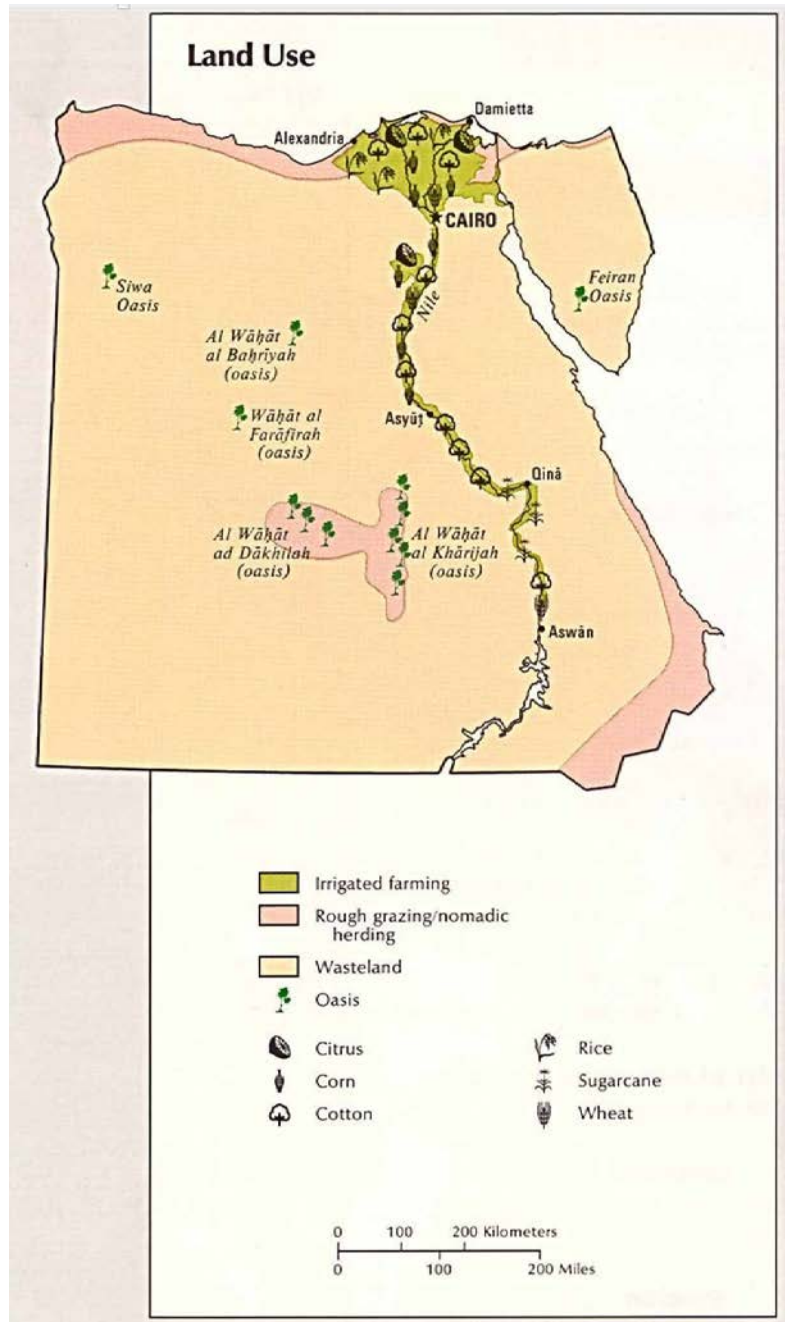 Land Use
Damietta
Alexandria
CAIRO
Siwa
Oasis
Feiran
Oasis
Nile
Al Wāḥāt
al Baḥrīyah
(oasis)
Asyūṭ
Wāḥāt al
Farāfirah
(oasis)
Qinā
Al Wāḥāt
ad Dākhilah
(oasis)
Al Wāḥāt
al Khārijah
(oasis)
Aswān
Irrigated farming
Rough grazing/nomadic
herding
Wasteland
Oasis
Citrus
Corn
Cotton
Rice
Sugarcane
Wheat
0 100 200 Kilometers
0 100 200 Miles